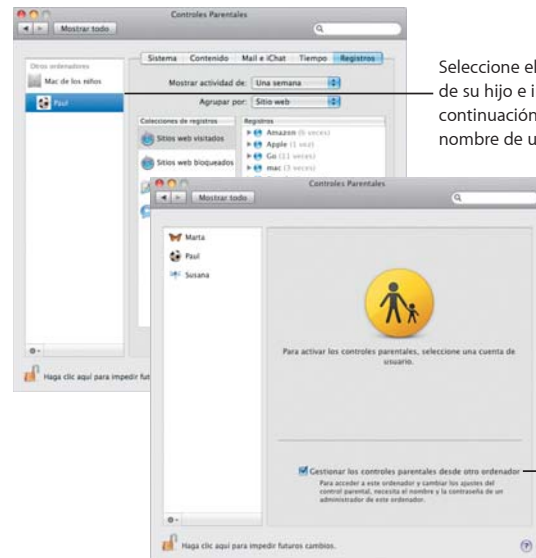 Controles Parentales
Mostrar todo
Sistema Contenido Mail e iChat Tiempo Registros
Otros ordenadores
Mac de los niños
Paul
Mostrar actividad de: Una semana
Agrupar por: Sitio web
Colecciones de registros Registros
Sitios web visitados
Sitios web bloqueados
Amazon (6 veces)
Apple (1 vez)
Go (11 veces)
mac (3 veces)
Haga clic aquí para impedir fut
Seleccione el
de su hijo e i
continuación
nombre de u
Controles Parentales
Mostrar todo
Marta
Paul
Susana
Para activar los controles parentales, seleccione una cuenta de
usuario.
Gestionar los controles parentales desde otro ordenador
Para acceder a este ordenador y cambiar los ajustes del
control parental, necesita el nombre y la contraseña de un
administrador de este ordenador.
Haga clic aquí para impedir futuros cambios.
?